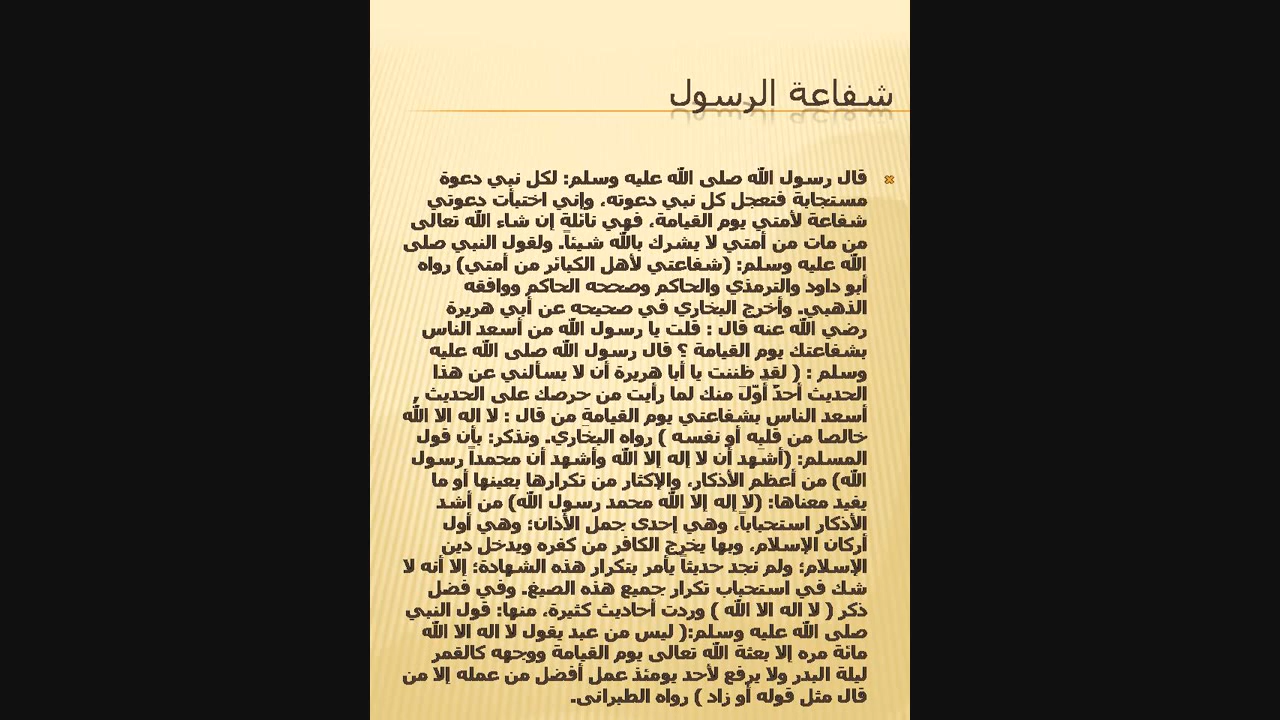 شفاعة الرسول
قال رسول الله صلى الله عليه وسلم: لكل نبي دعوة
مستجابة فتعجل كل نبي دعوته، وإني اختبأت دعوتي
شفاعة لأمتي يوم القيامة، فهي نائلة إن شاء الله تعالى
من مات من أمتي لا يشرك بالله شيئاً. ولقول النبي صلى
الله عليه وسلم: (شفاعتي لأهل الكبائر من أمتي) رواه
أبو داود والترمذي والحاكم وصححه الحاكم ووافقه
الذهبي. وأخرج البخاري في صحيحه عن أبي هريرة
رضي الله عنه قال : قلت يا رسول الله من أسعد الناس
بشفاعتك يوم القيامة ؟ قال رسول الله صلى الله عليه
وسلم : ( لقد ظننت يا أبا هريرة أن لا يسألني عن هذا
الحديث أحدٌ أوّلَ منك لما رأيت من حرصك على الحديث ,
أسعد الناس بشفاعتي يوم القيامة من قال : لا اله الا الله
خالصا من قلبِه أو نفسه ) رواه البخاري. ونذكر: بأن قول
المسلم: (أشهد أن لا إله إلا الله وأشهد أن محمداً رسول
الله) من أعظم الأذكار، والإكثار من تكرارها بعينها أو ما
يفيد معناها: (لا إله إلا الله محمد رسول الله) من أشد
الأذكار استحباباً، وهي إحدى جمل الأذان؛ وهي أول
أركان الإسلام، وبها يخرج الكافر من كفره ويدخل دين
الإسلام؛ ولم نجد حديثاً يأمر بتكرار هذه الشهادة؛ إلا أنه لا
شك في استحباب تكرار جميع هذه الصيغ. وفي فضل
ذكر ( لا اله الا الله ) وردت أحاديث كثيرة، منها: قول النبي
صلى الله عليه وسلم:( ليس من عبد يقول لا اله الا الله
مائة مره إلا بعثة الله تعالى يوم القيامة ووجهه كالقمر
ليلة البدر ولا يرفع لأحد يومئذ عمل أفضل من عمله إلا من
قال مثل قوله أو زاد ) رواه الطبرانى.